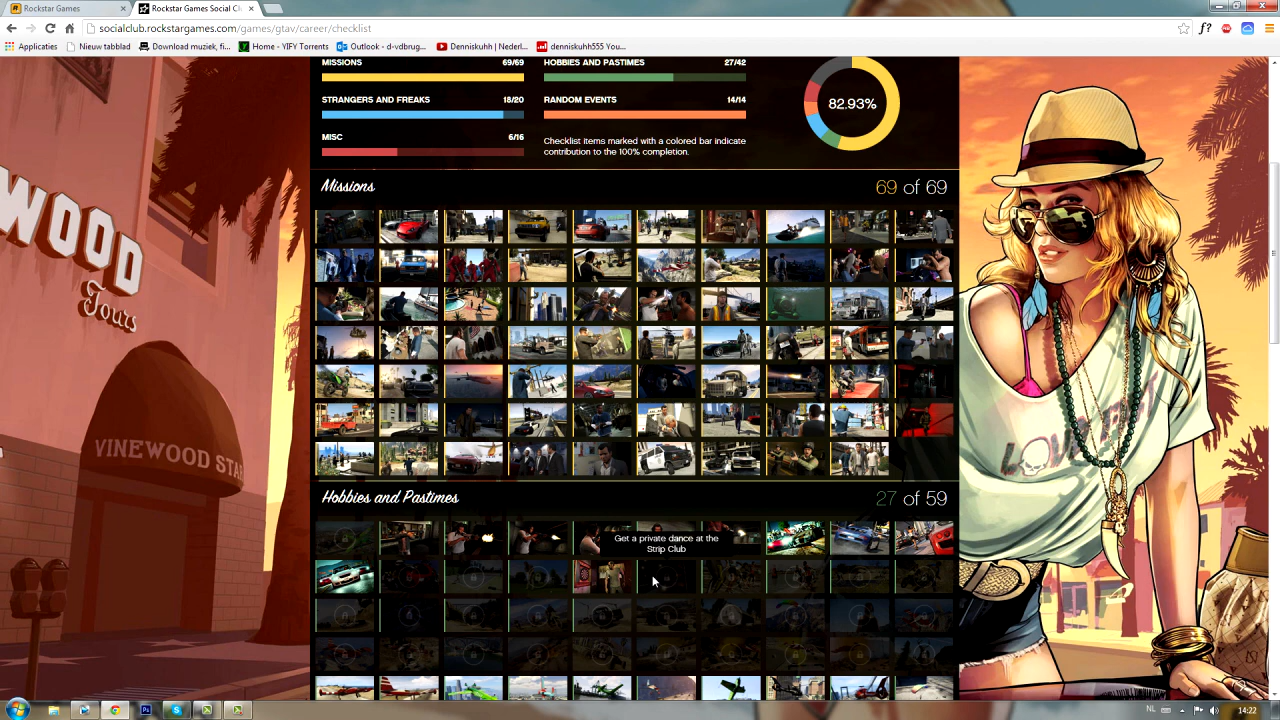 Rockstar Games
Rockstar Games Social Cl
socialclub.rockstargames.com/games/gtav/career/checklist
Applicaties
Nieuw tabblad
Download muziek, fi...
Home - YIFY Torrents
Outlook - d-vdbrug...
Denniskuhh | Nederl...
denniskuhh555 You...
MISSIONS 69/69
HOBBIES AND PASTIMES 27/42
STRANGERS AND FREAKS 18/20
RANDOM EVENTS 14/14
82.93%
MISC 6/16
Checklist items marked with a colored bar indicate
contribution to the 100% completion.
Missions 69 of 69
WOOD
Tours
VINEWOOD STA
Hobbies and Pastimes 27 of 59
Get a private dance at the
Strip Club
NL
14:22